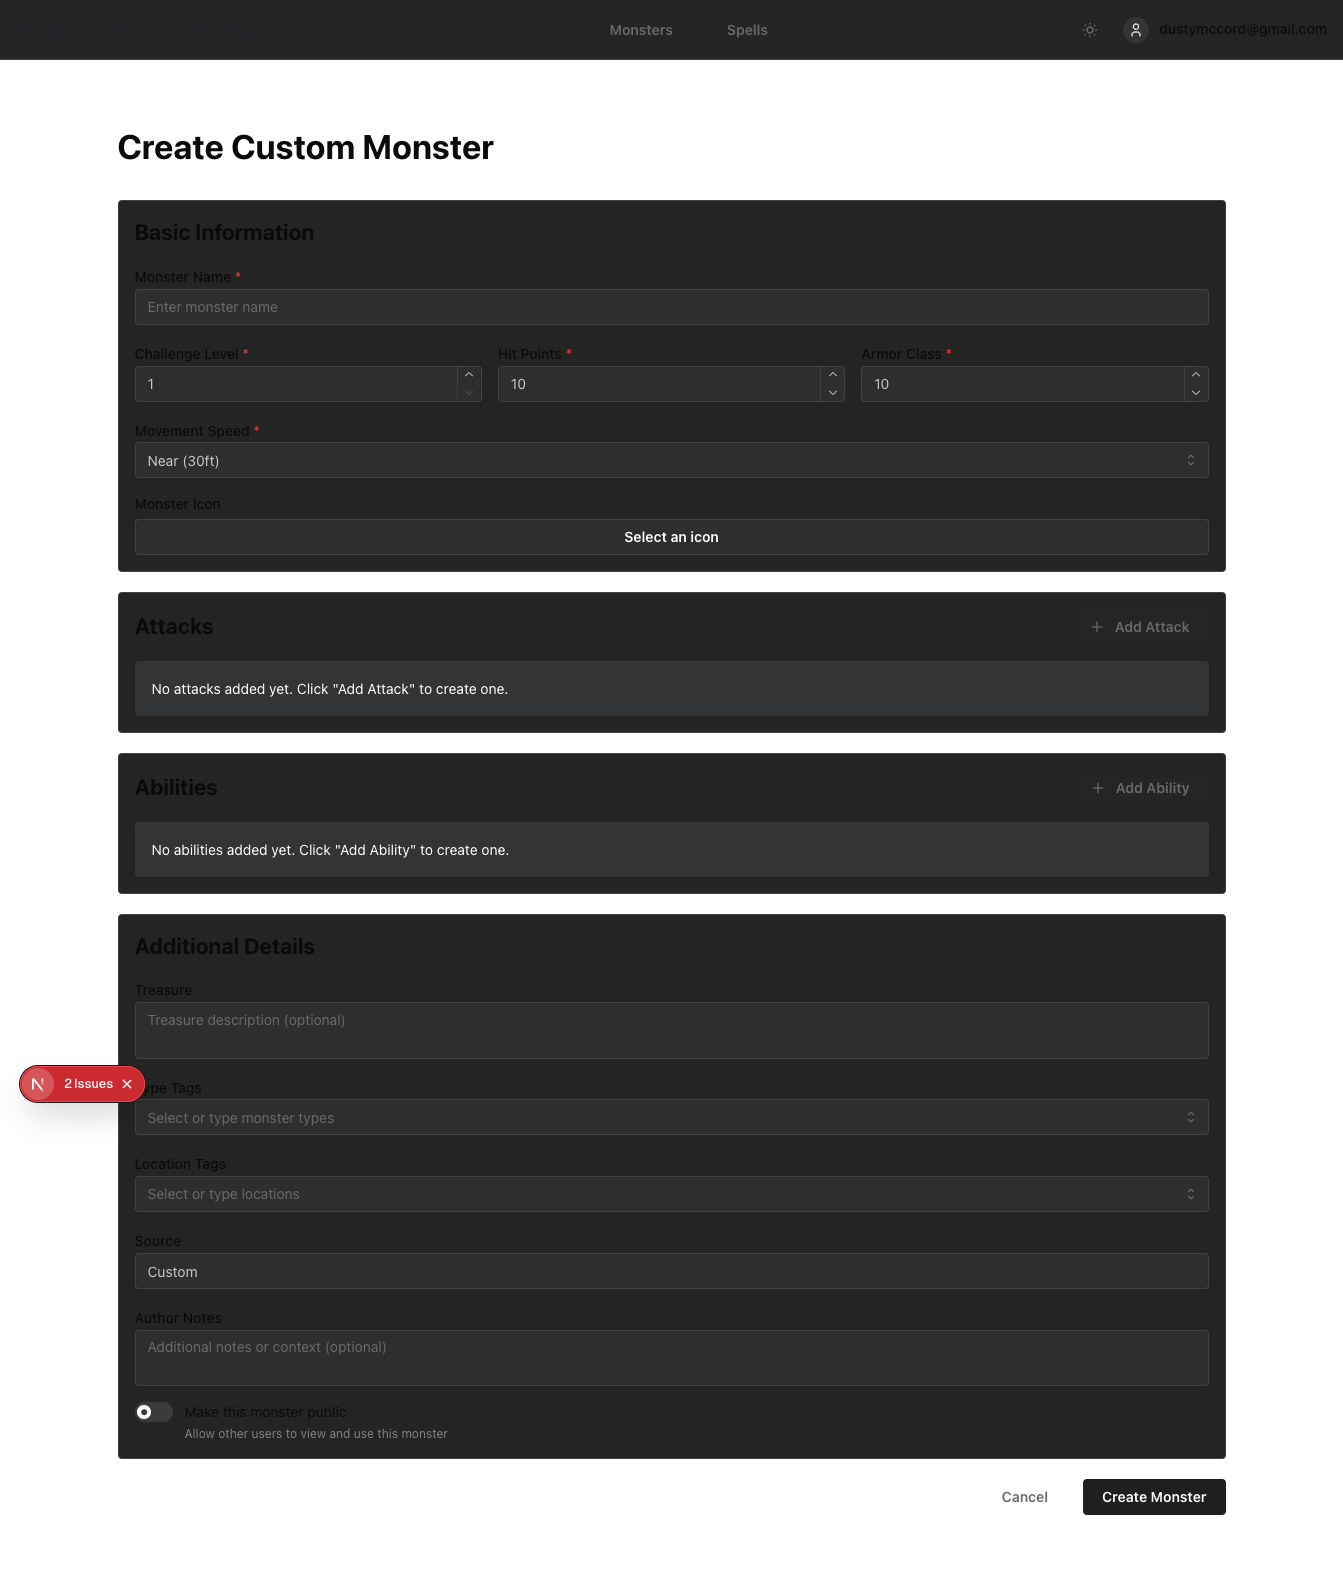 Monsters
Spells
dustymccord@gmail.com
Create Custom Monster
Basic Information
Monster Name *
Enter monster name
Challenge Level *
Hit Points *
Armor Class *
1
10
10
Movement Speed *
Near (30ft)
Monster Icon
Select an icon
Attacks
+ Add Attack
No attacks added yet. Click "Add Attack" to create one.
Abilities
+ Add Ability
No abilities added yet. Click "Add Ability" to create one.
Additional Details
Treasure
Treasure description (optional)
N 2 Issues ×
Tags
Select or type monster types
Location Tags
Select or type locations
Source
Custom
Author Notes
Additional notes or context (optional)
Make this monster public
Allow other users to view and use this monster
Cancel
Create Monster